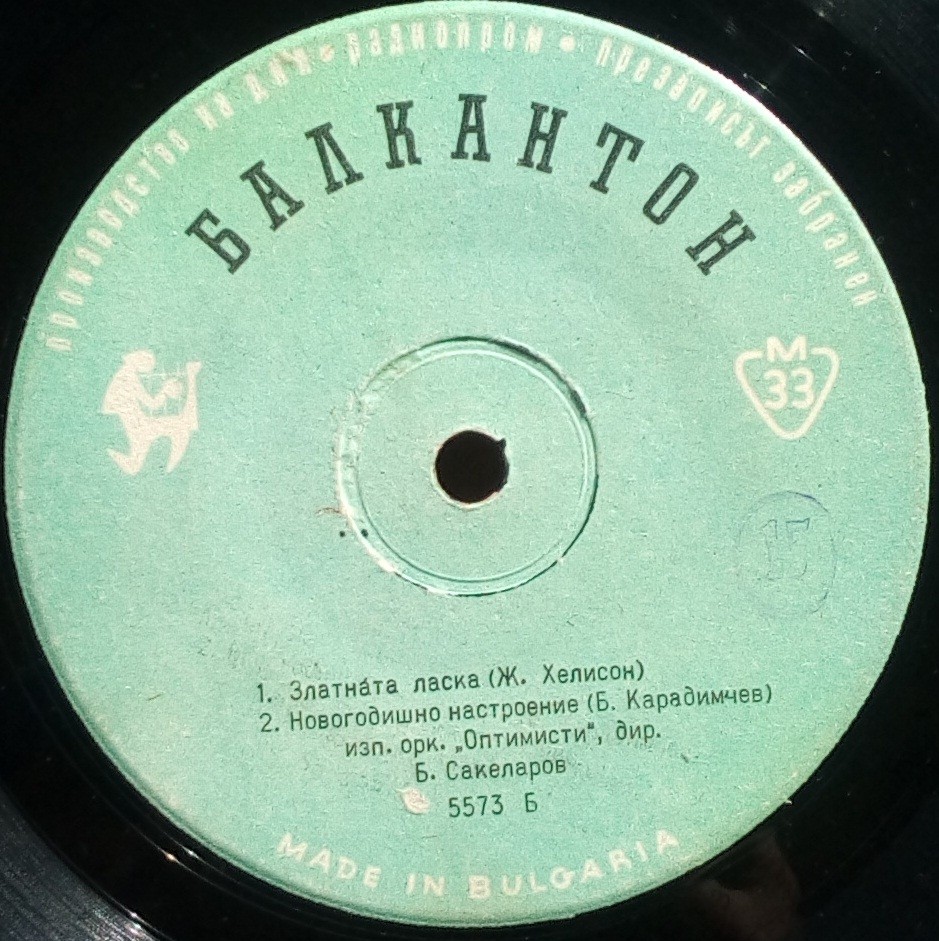 производство на ДИК • радиопром • презаписът забранен
БАЛКАНТОН
М
33
15
1. Златна́та ласка (Ж. Хелисон)
2. Новогодишно настроение (Б. Карадимчев)
изп. орк. „Оптимисти“, дир.
Б. Сакеларов
5573 Б
MADE IN BULGARIA